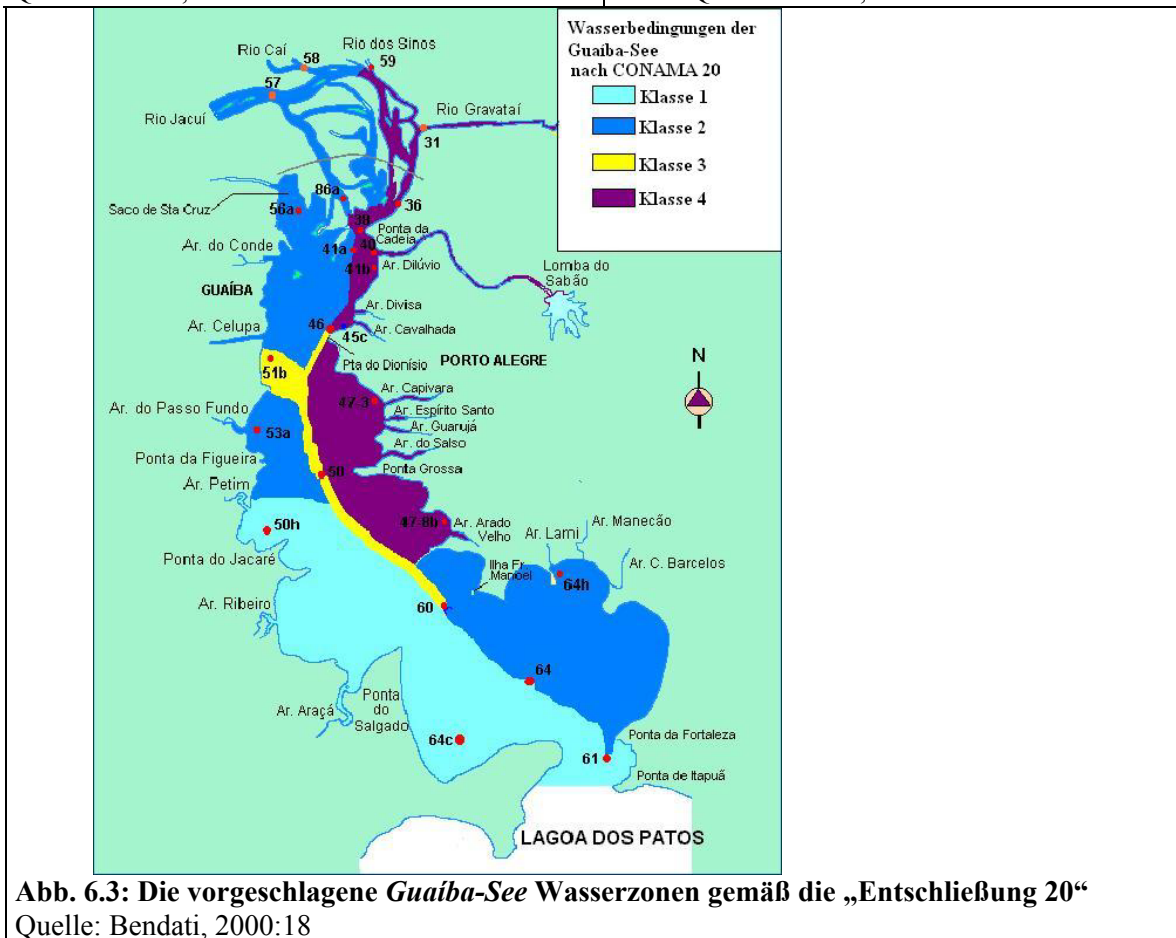 Wasserbedingungen der
Guaíba-See
nach CONAMA 20
Klasse 1
Klasse 2
Klasse 3
Klasse 4
Rio Caí
58
Rio dos Sinos
59
57
Rio Jacuí
Rio Gravataí
31
86a
36
Saco de Sta Cruz
56a
38
Ponta da
Cadeia
41a
40
Ar. do Conde
41b
Ar. Dilúvio
Lomba do
Sabão
GUAÍBA
Ar. Divisa
Ar. Celupa
46
45c
Ar. Cavalhada
Pta do Dionísio
PORTO ALEGRE
N
51b
Ar. Capivara
47-3
Ar. Espírito Santo
Ar. do Passo Fundo
Ar. Guarujá
53a
Ar. do Salso
Ponta da Figueira
Ponta Grossa
Ar. Petim
50h
47-8b
Ar. Arado
Velho
Ar. Lami
Ar. Manecão
Ponta do Jacaré
Ilha Fr.
Manoel
64h
Ar. C. Barcelos
Ar. Ribeiro
60
64
Ar. Araçá
Ponta
do
Salgado
64c
Ponta da Fortaleza
61
Ponta de Itapuã
LAGOA DOS PATOS
Abb. 6.3: Die vorgeschlagene Guaíba-See Wasserzonen gemäß die „Entschließung 20“
Quelle: Bendati, 2000:18